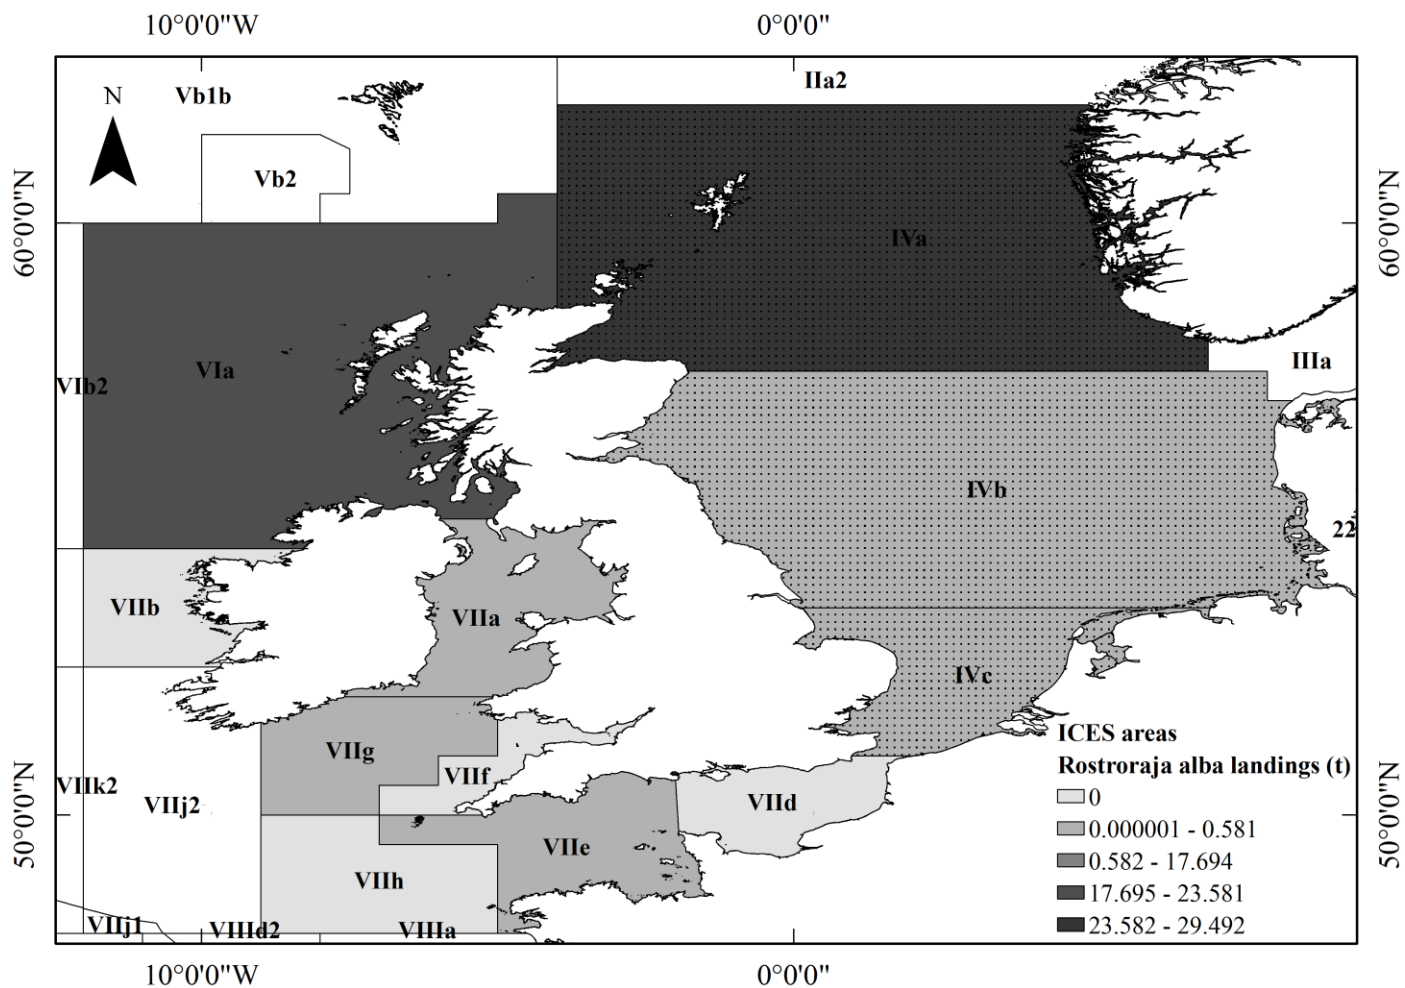 10°0'0"W 0°0'0"
N
Vb1b
IIa2
Vb2
60°0'0"N
60°0'0"N
IVa
VIa
VIb2
IIIa
IVb
22
VIIb
VIIa
IVc
VIIg
VIIf
VIIk2
VIIj2
VIId
VIIe
VIIh
50°0'0"N
50°0'0"N
VIIj1
VIIId2
VIIIa
ICES areas
Rostroraja alba landings (t)
0
0.000001 - 0.581
0.582 - 17.694
17.695 - 23.581
23.582 - 29.492
10°0'0"W 0°0'0"